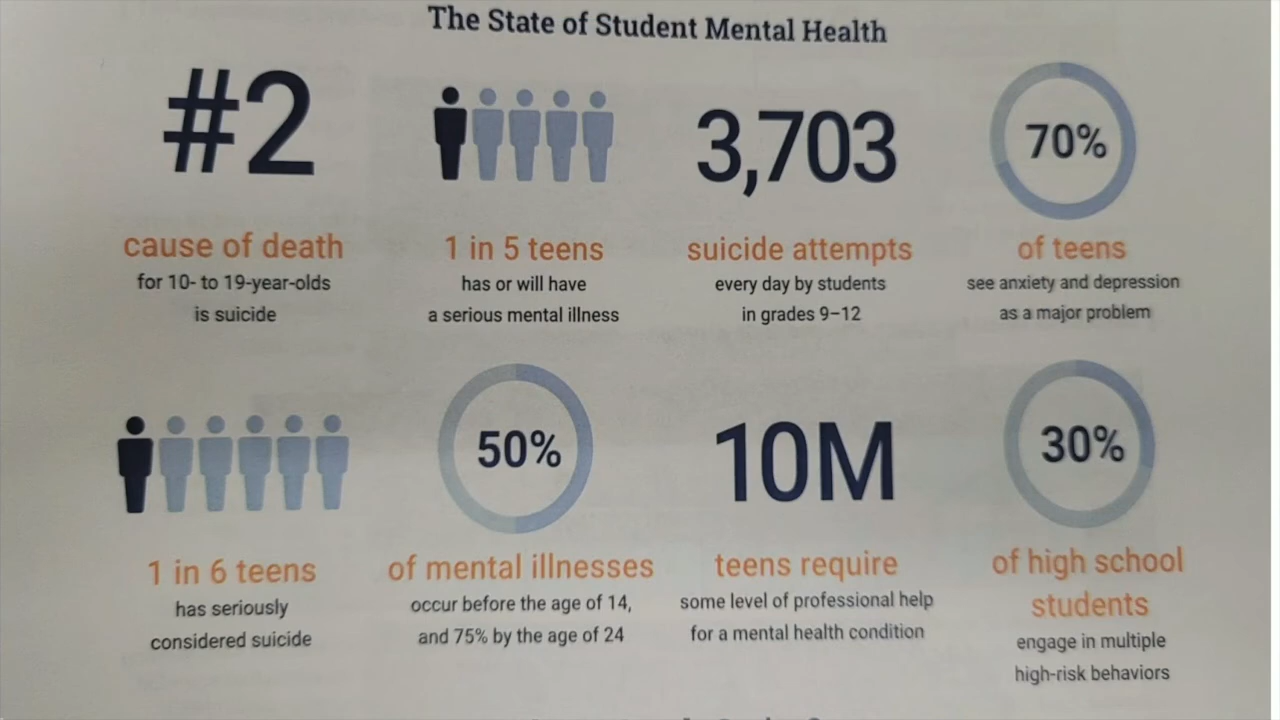 The State of Student Mental Health
#2
cause of death
for 10- to 19-year-olds
is suicide
1 in 5 teens
has or will have
a serious mental illness
3,703
suicide attempts
every day by students
in grades 9–12
70%
of teens
see anxiety and depression
as a major problem
1 in 6 teens
has seriously
considered suicide
50%
of mental illnesses
occur before the age of 14,
and 75% by the age of 24
10M
teens require
some level of professional help
for a mental health condition
30%
of high school
students
engage in multiple
high-risk behaviors